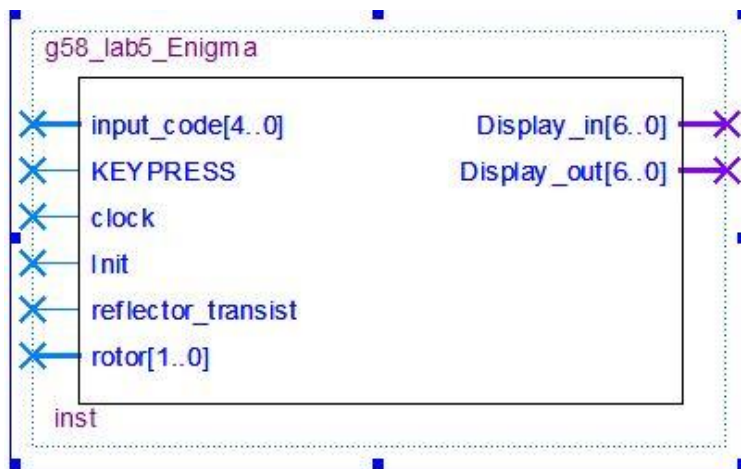 g58_lab5_Enigma
input_code[4..0]
Display_in[6..0]
KEYPRESS
Display_out[6..0]
clock
Init
reflector_transist
rotor[1..0]
inst